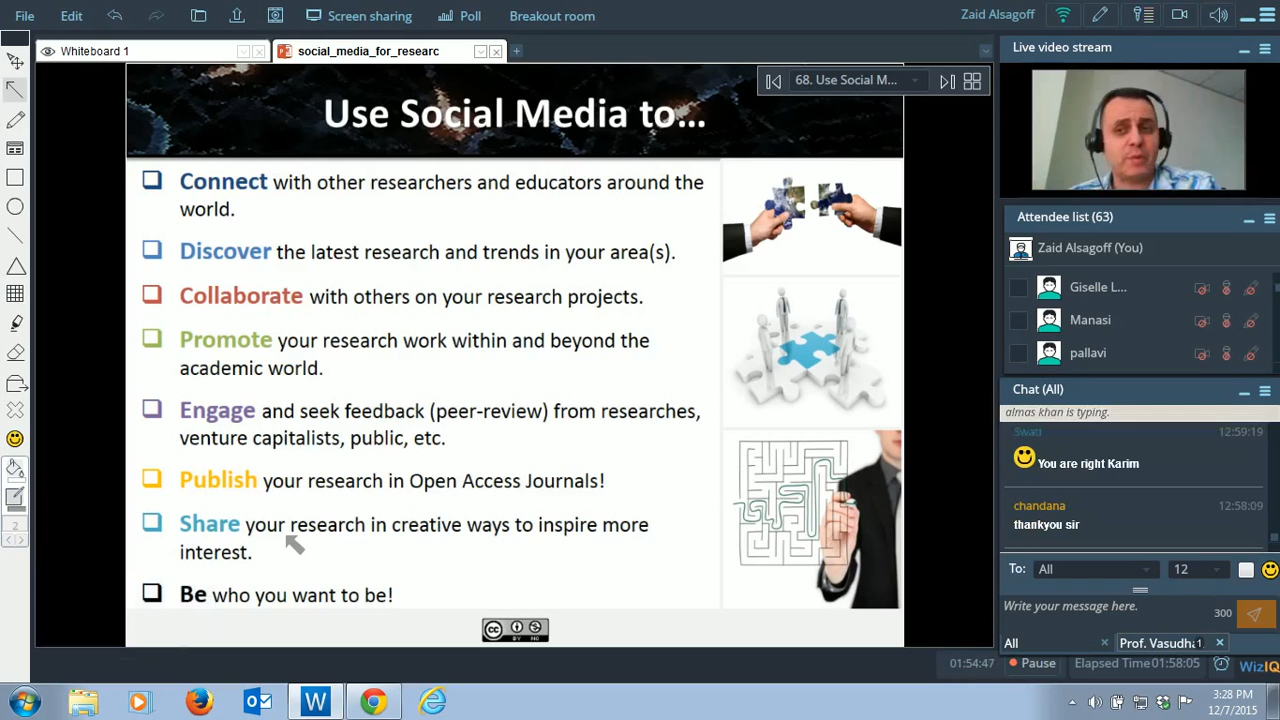 File
Edit
Screen sharing
Poll
Breakout room
Zaid Alsagoff
Whiteboard 1
social_media_for_researc
Live video stream
68. Use Social M...
Use Social Media to...
Connect with other researchers and educators around the
world.
Discover the latest research and trends in your area(s).
Collaborate with others on your research projects.
Promote your research work within and beyond the
academic world.
Engage and seek feedback (peer-review) from researches,
venture capitalists, public, etc.
Publish your research in Open Access Journals!
Share your research in creative ways to inspire more
interest.
Be who you want to be!
cc
BY NC
Attendee list (63)
Zaid Alsagoff (You)
Giselle L...
Manasi
pallavi
Chat (All)
almas khan is typing.
Swati 12:59:19
You are right Karim
chandana 12:58:09
thankyou sir
To: All 12
Write your message here. 300
All
Prof. Vasudha 1
2
01:54:47
Pause
Elapsed Time 01:58:05
WizIQ
W
3:28 PM
12/7/2015